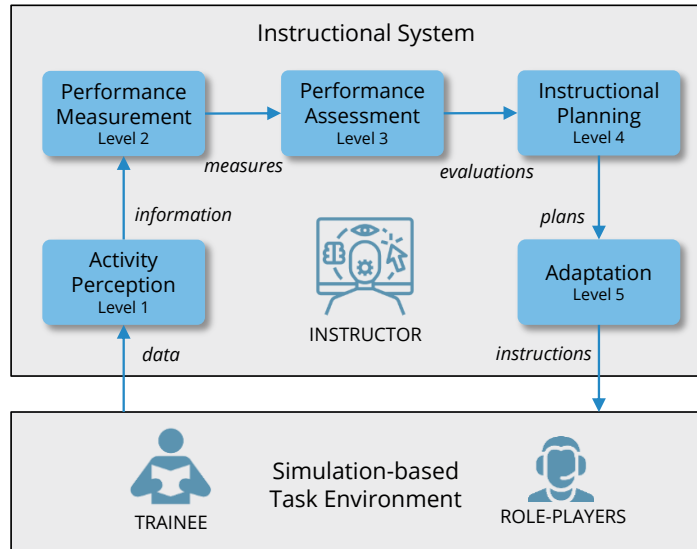 Instructional System
Performance
Measurement
Level 2
Performance
Assessment
Level 3
Instructional
Planning
Level 4
measures
evaluations
information
plans
Activity
Perception
Level 1
INSTRUCTOR
Adaptation
Level 5
data
instructions
Simulation-based
Task Environment
TRAINEE
ROLE-PLAYERS